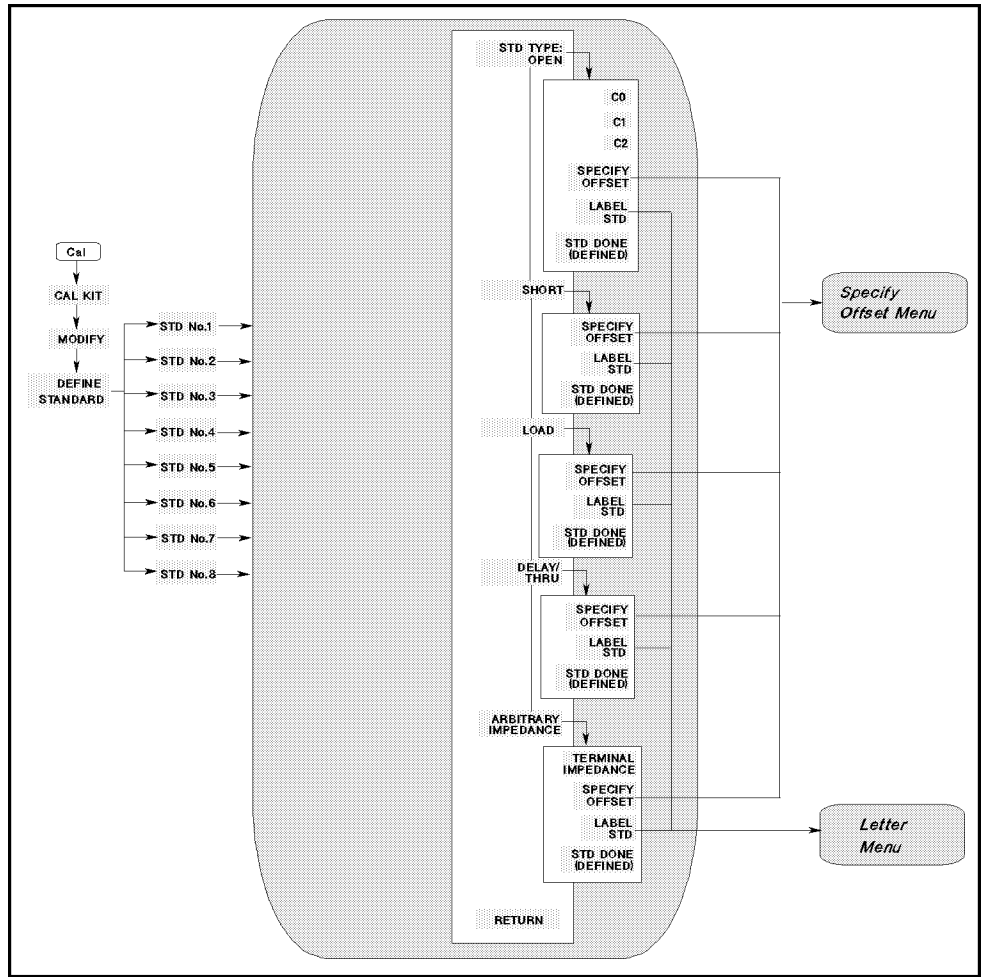 Cal
CAL KIT
MODIFY
DEFINE
STANDARD
STD No.1
STD No.2
STD No.3
STD No.4
STD No.5
STD No.6
STD No.7
STD No.8
STD TYPE:
OPEN
C0
C1
C2
SPECIFY
OFFSET
LABEL
STD
STD DONE
(DEFINED)
SHORT
SPECIFY
OFFSET
LABEL
STD
STD DONE
(DEFINED)
LOAD
SPECIFY
OFFSET
LABEL
STD
STD DONE
(DEFINED)
DELAY/
THRU
SPECIFY
OFFSET
LABEL
STD
STD DONE
(DEFINED)
ARBITRARY
IMPEDANCE
TERMINAL
IMPEDANCE
SPECIFY
OFFSET
LABEL
STD
STD DONE
(DEFINED)
RETURN
Specify
Offset Menu
Letter
Menu